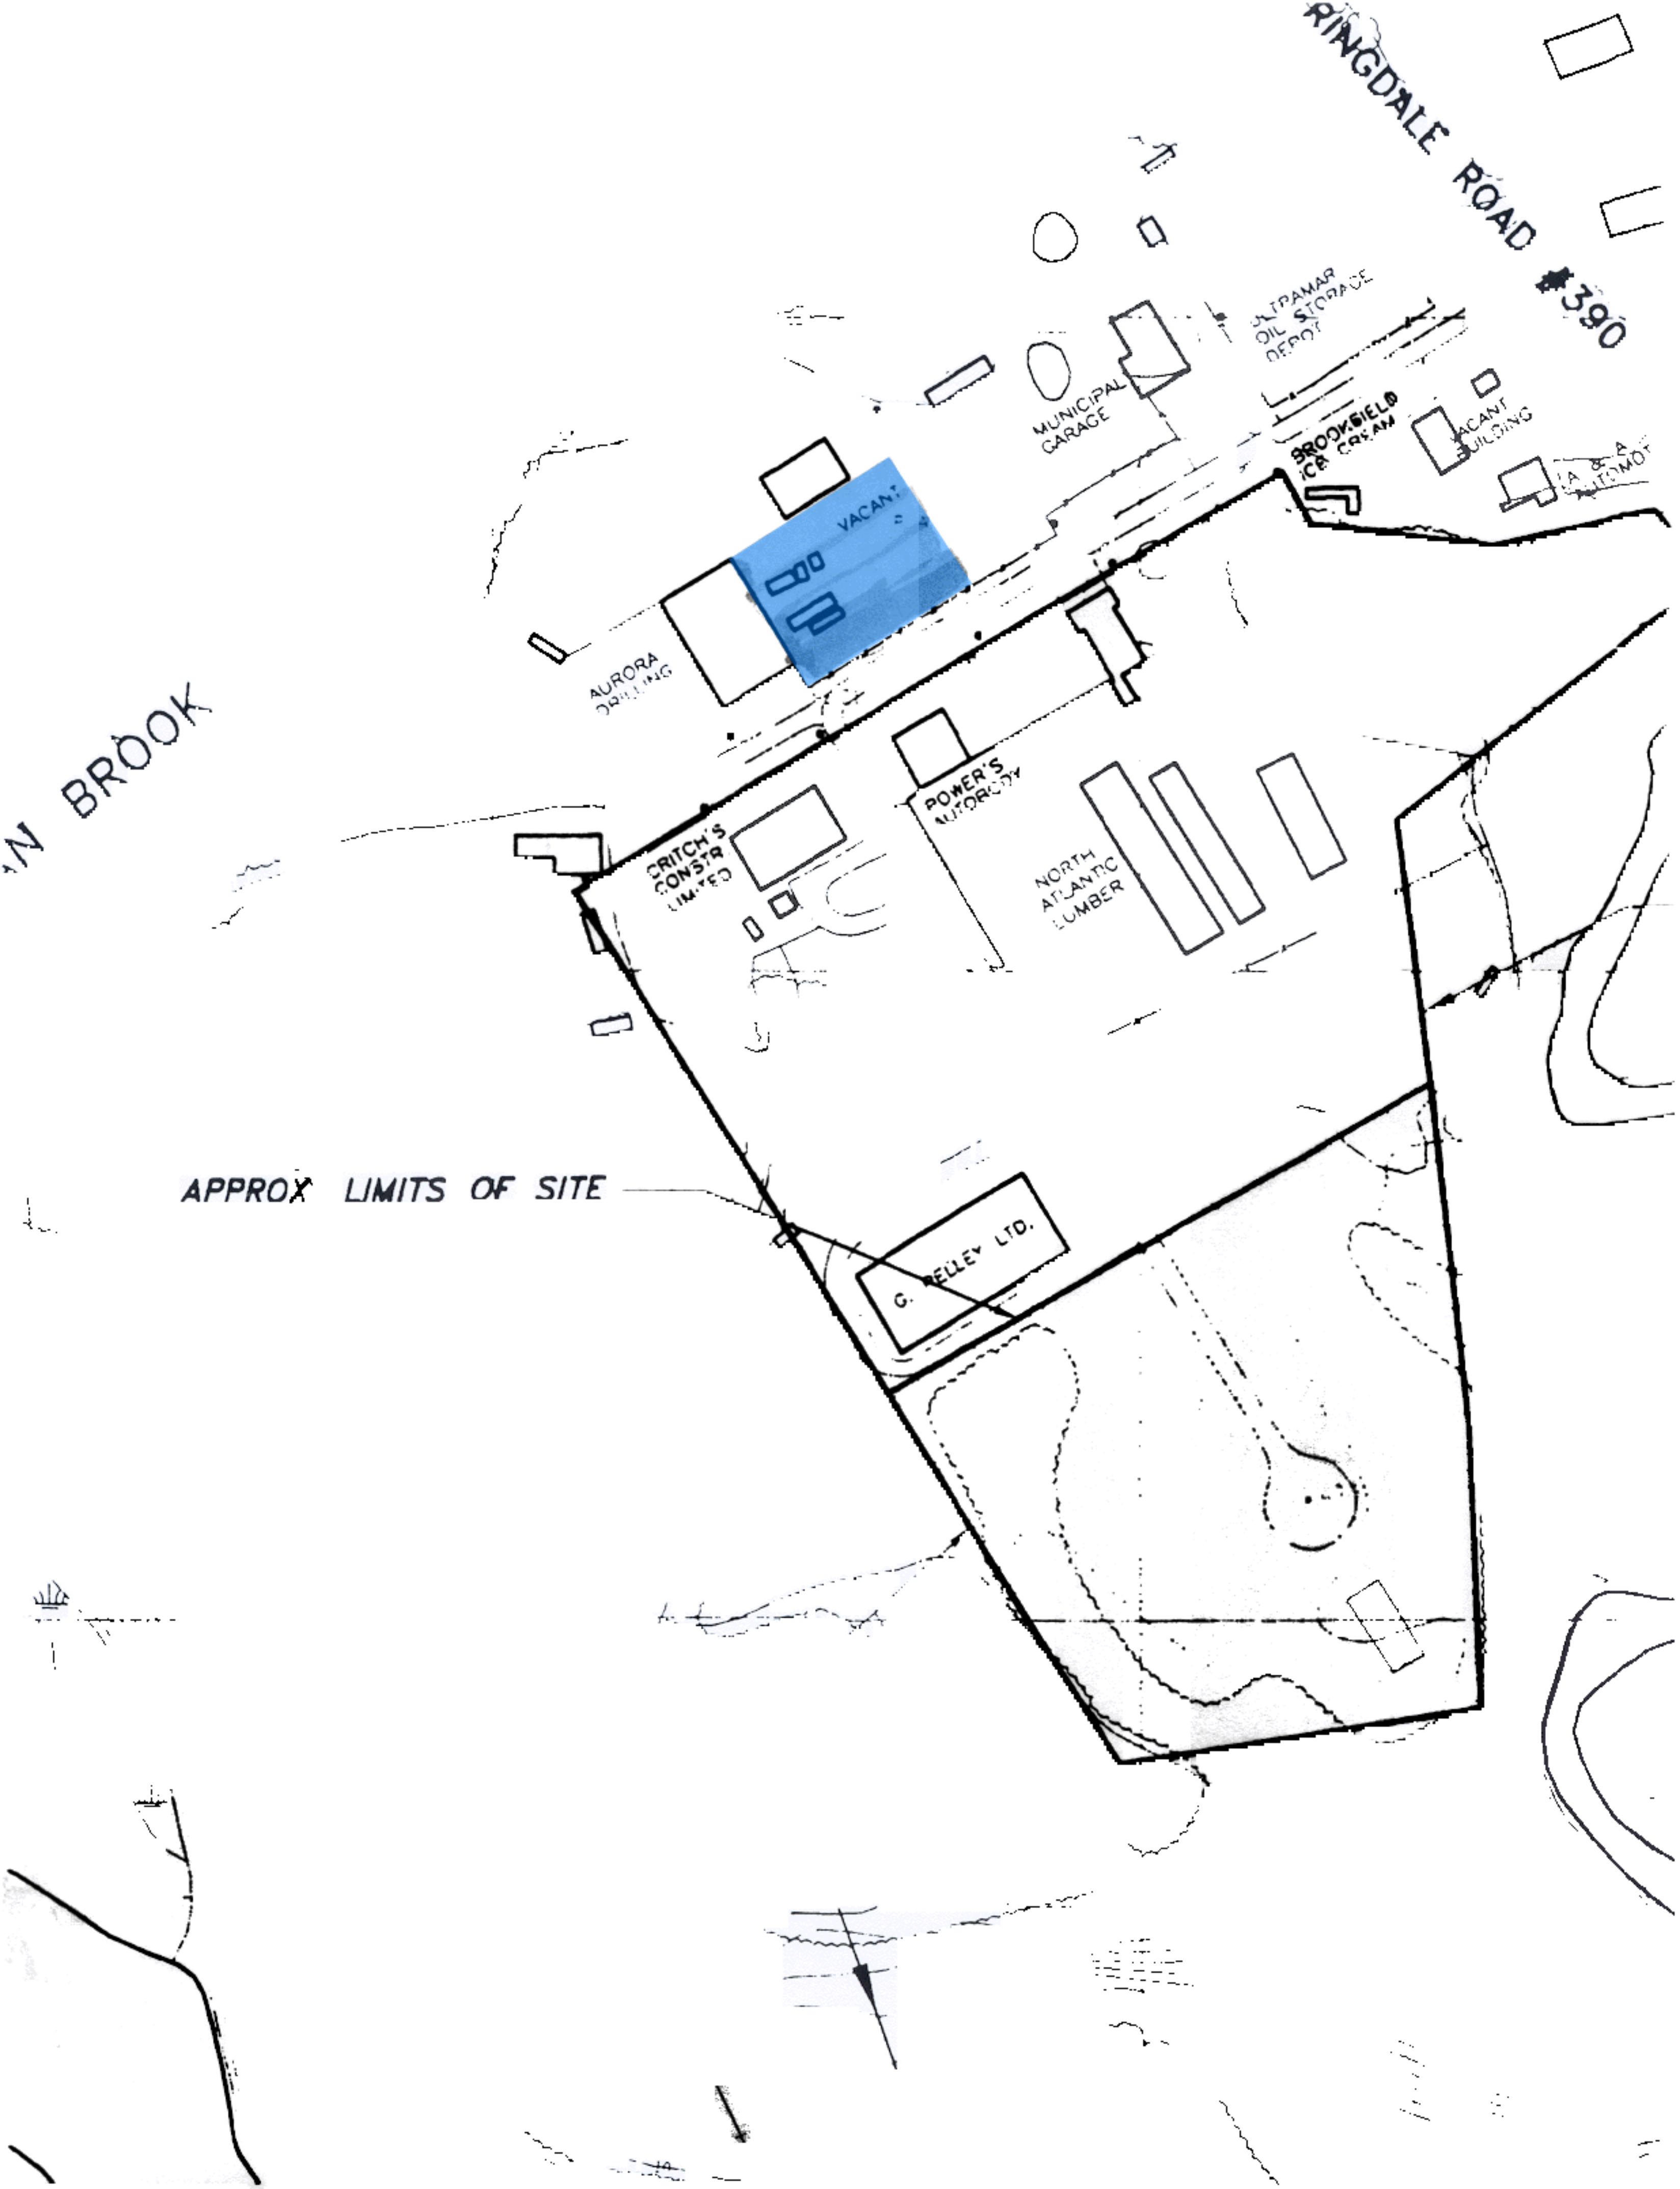 RINGDALE ROAD #390
ULTRAMAR
OIL STORAGE
DEPOT
MUNICIPAL
GARAGE
BROOKFIELD
ICE CREAM
VACANT
BUILDING
VACANT
AURORA
DRILLING
BROOK
POWER'S
AUTOBODY
CRITCH'S
CONSTR
LIMITED
NORTH
ATLANTIC
LUMBER
APPROX LIMITS OF SITE
G. PELLEY LTD.